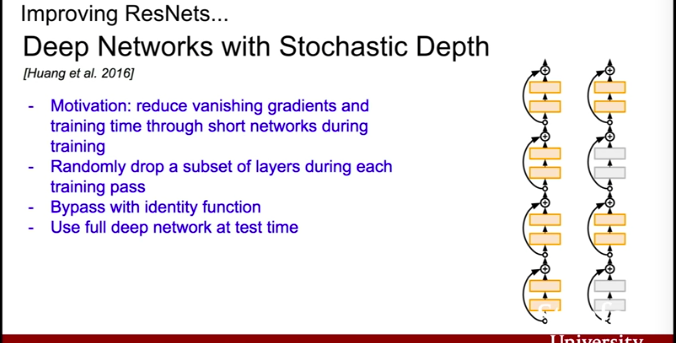 Improving ResNets...
Deep Networks with Stochastic Depth
[Huang et al. 2016]
- Motivation: reduce vanishing gradients and
training time through short networks during
training
- Randomly drop a subset of layers during each
training pass
- Bypass with identity function
- Use full deep network at test time
University